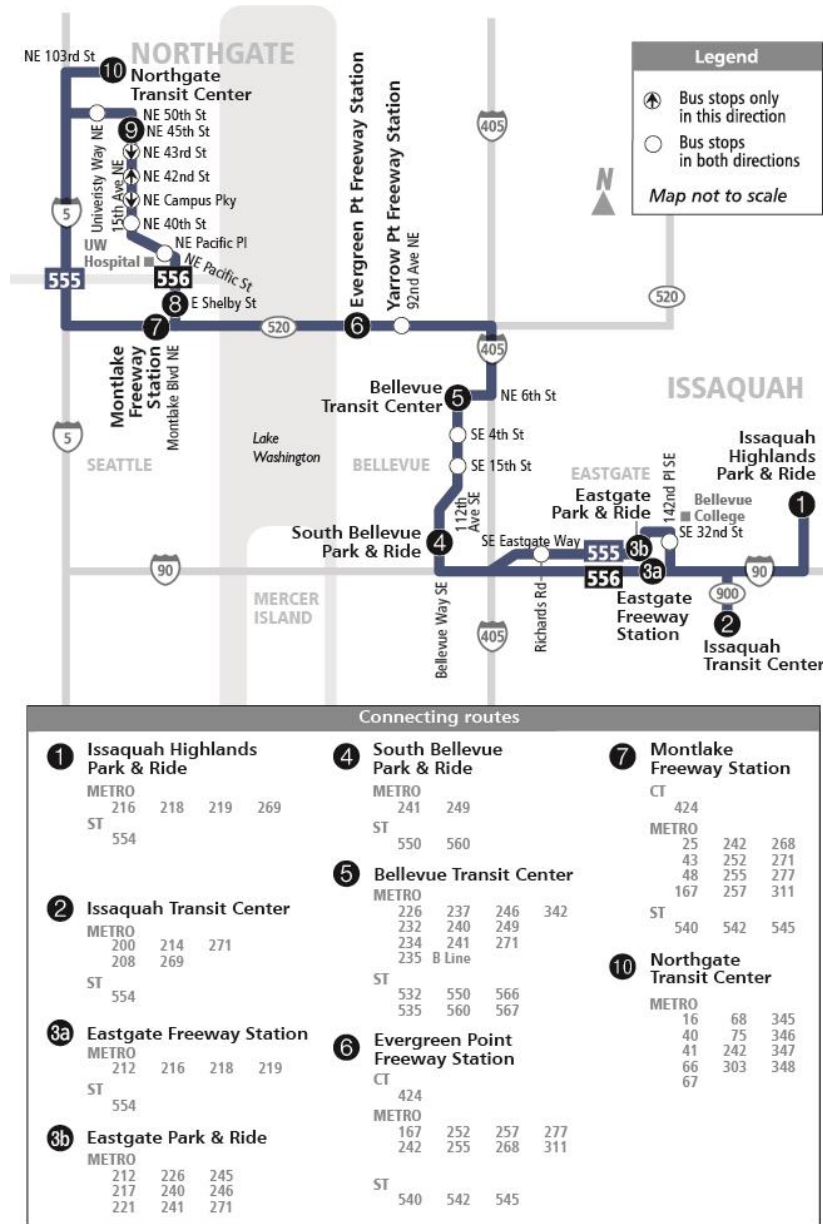 NORTHGATE
NE 103rd St
10
Northgate
Transit Center
NE 50th St
9
NE 45th St
NE 43rd St
NE 42nd St
NE Campus Pky
NE 40th St
NE Pacific Pl
NE Pacific St
Univeristy Way NE
15th Ave NE
5
UW
Hospital
555
556
8
E Shelby St
7
Montlake
Freeway
Station
Montlake Blvd NE
520
6
Evergreen Pt Freeway Station
Yarrow Pt Freeway Station
92nd Ave NE
405
N
Legend
Bus stops only
in this direction
Bus stops
in both directions
Map not to scale
520
405
Bellevue
Transit Center
5
NE 6th St
SE 4th St
SE 15th St
112th
Ave SE
5
SEATTLE
Lake
Washington
BELLEVUE
ISSAQUAH
Issaquah
Highlands
Park & Ride
1
EASTGATE
Eastgate
Park & Ride
142nd Pl SE
Bellevue
College
SE 32nd St
South Bellevue
Park & Ride
4
SE Eastgate Way
555
3b
556
3a
90
90
900
MERCER
ISLAND
Bellevue Way SE
405
Richards Rd
Eastgate
Freeway
Station
2
Issaquah
Transit Center
Connecting routes
1
Issaquah Highlands
Park & Ride
METRO
216 218 219 269
ST
554
2
Issaquah Transit Center
METRO
200 214 271
208 269
ST
554
3a
Eastgate Freeway Station
METRO
212 216 218 219
ST
554
3b
Eastgate Park & Ride
METRO
212 226 245
217 240 246
221 241 271
4
South Bellevue
Park & Ride
METRO
241 249
ST
550 560
5
Bellevue Transit Center
METRO
226 237 246 342
232 240 249
234 241 271
235 B Line
ST
532 550 566
535 560 567
6
Evergreen Point
Freeway Station
CT
424
METRO
167 252 257 277
242 255 268 311
ST
540 542 545
7
Montlake
Freeway Station
CT
424
METRO
25 242 268
43 252 271
48 255 277
167 257 311
ST
540 542 545
10
Northgate
Transit Center
METRO
16 68 345
40 75 346
41 242 347
66 303 348
67